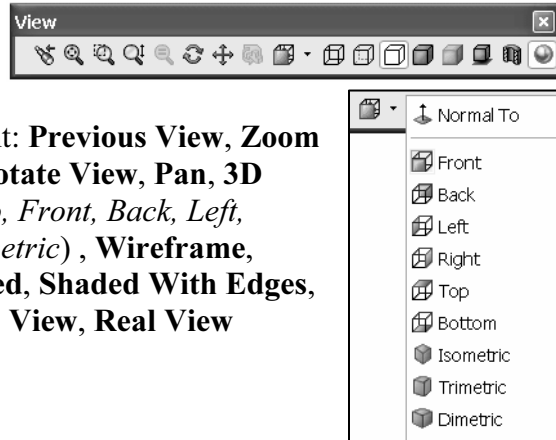 View
t: Previous View, Zoom
otate View, Pan, 3D
, Front, Back, Left,
etric) , Wireframe,
ed, Shaded With Edges,
View, Real View
Normal To
Front
Back
Left
Right
Top
Bottom
Isometric
Trimetric
Dimetric